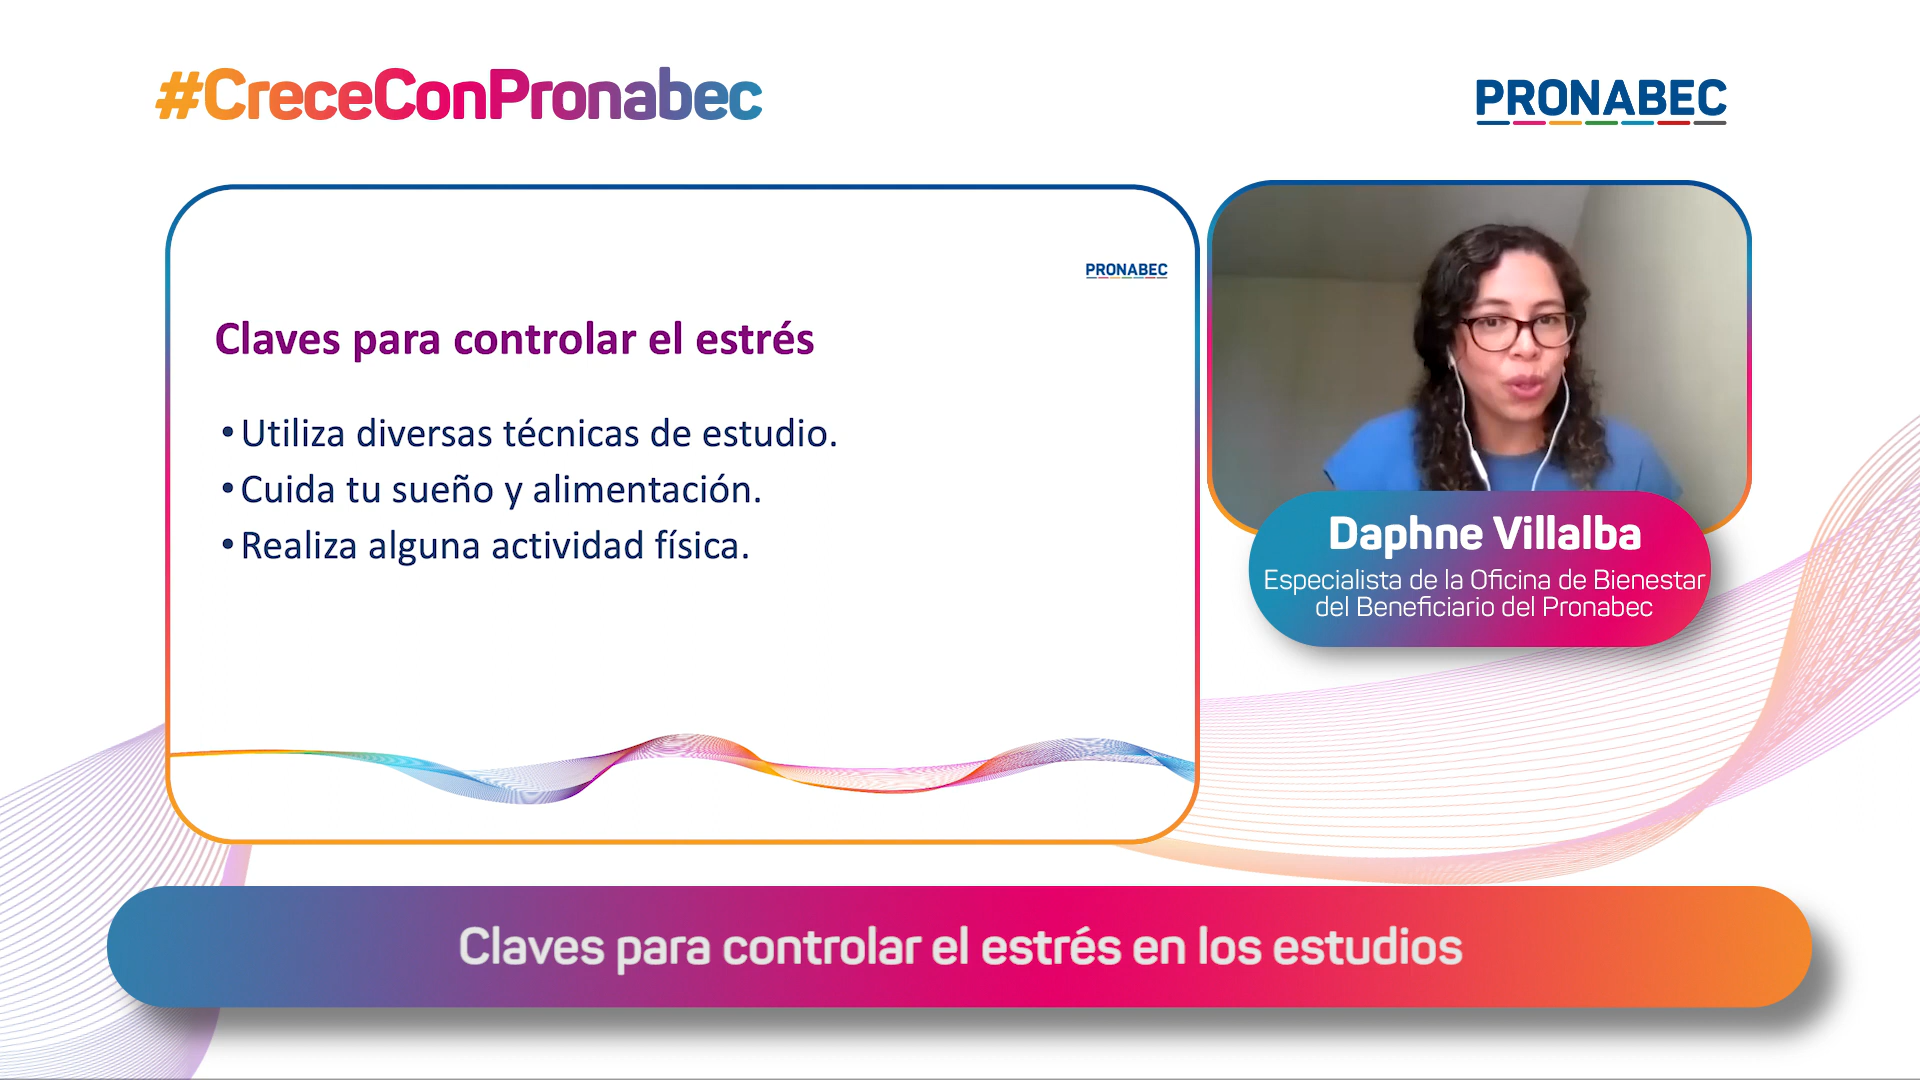 #CreceConPronabec
PRONABEC
PRONABEC
Claves para controlar el estrés
•Utiliza diversas técnicas de estudio.
•Cuida tu sueño y alimentación.
•Realiza alguna actividad física.
Daphne Villalba
Especialista de la Oficina de Bienestar
del Beneficiario del Pronabec
Claves para controlar el estrés en los estudios